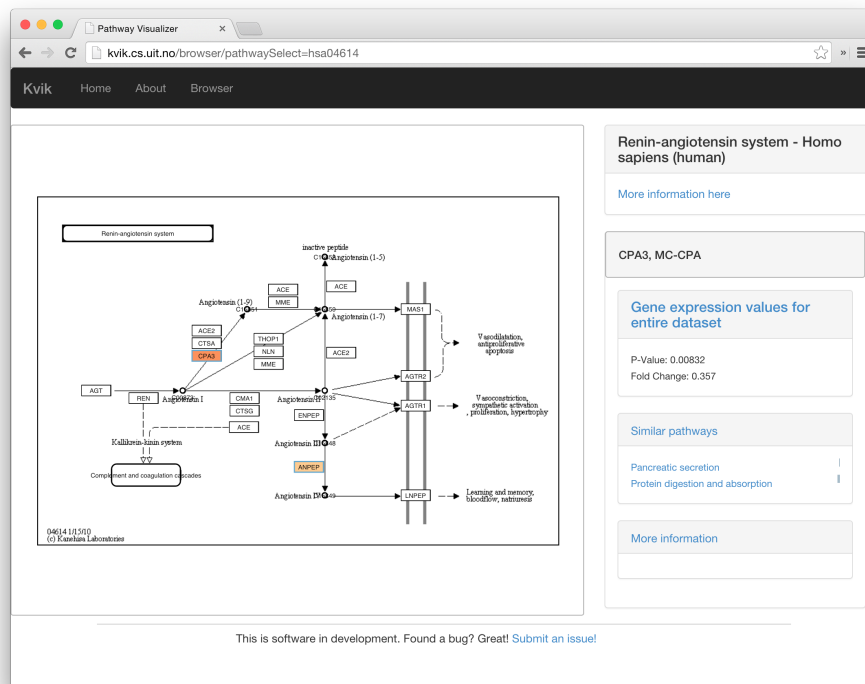 Pathway Visualizer ×
kvik.cs.uit.no/browser/pathwaySelect=hsa04614 »
Kvik Home About Browser
Renin-angiotensin system
inactive peptide
Angiotensin (1-5)
ACE
ACE
MME
Angiotensin (1-9)
Angiotensin (1-7)
MAS1
ACE2
CTSA
CPA3
THOP1
NLN
MME
ACE2
Vasodilatation,
antiproliferative
apoptosis
AGTR2
AGT
REN
Angiotensin I
CMA1
CTSG
ACE
Angiotensin II
AGTR1
Vasoconstriction,
sympathetic activation
, proliferation, hypertrophy
ENPEP
Kallikrein-kinin system
Angiotensin III
Complement and coagulation cascades
ANPEP
Angiotensin IV
LNPEP
Learning and memory,
bloodflow, natriuresis
04614 1/15/10
(c) Kanehisa Laboratories
Renin-angiotensin system - Homo
sapiens (human)
More information here
CPA3, MC-CPA
Gene expression values for
entire dataset
P-Value: 0.00832
Fold Change: 0.357
Similar pathways
Pancreatic secretion
Protein digestion and absorption
More information
This is software in development. Found a bug? Great! Submit an issue!